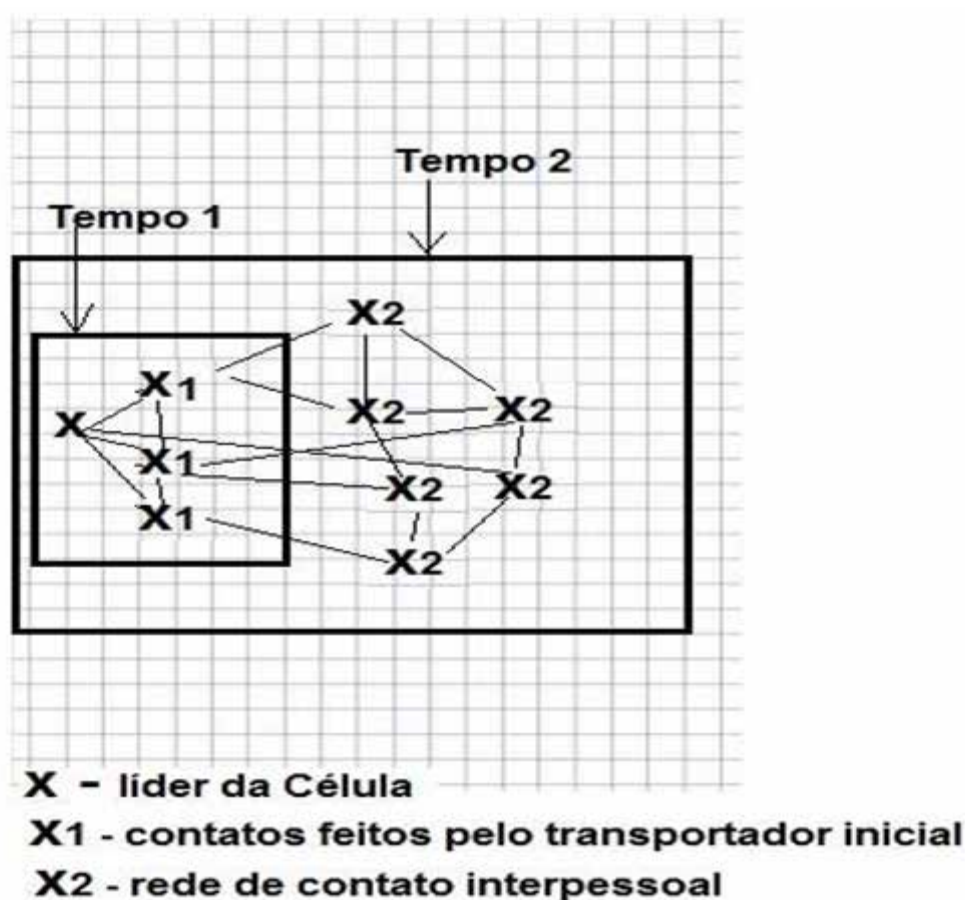 Tempo 2
Tempo 1
X2
X1
X X2 X2
X1
X2 X2
X1
X2
X - líder da Célula
X1 - contatos feitos pelo transportador inicial
X2 - rede de contato interpessoal